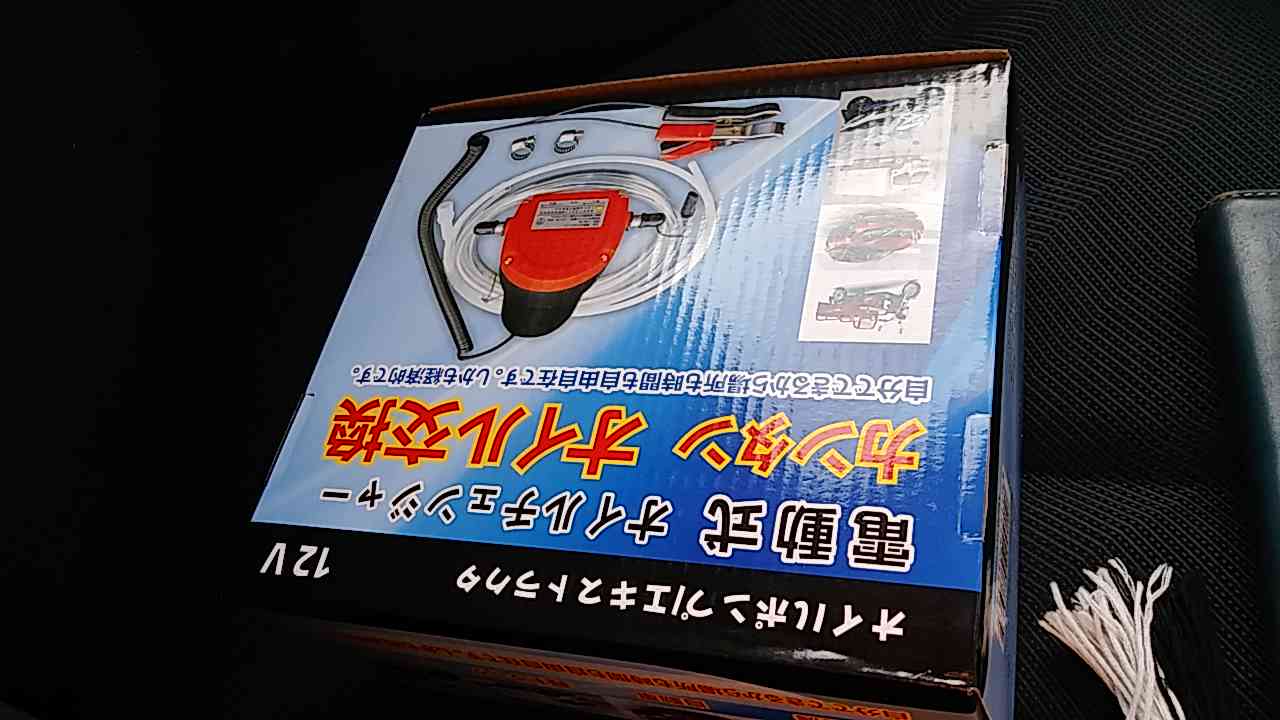 オイルポンプ/エキストラクタ 12V
電動式 オイルチェンジャー
カンタン オイル交換
自分でできるから場所も時間も自由自在です。しかも経済的です。